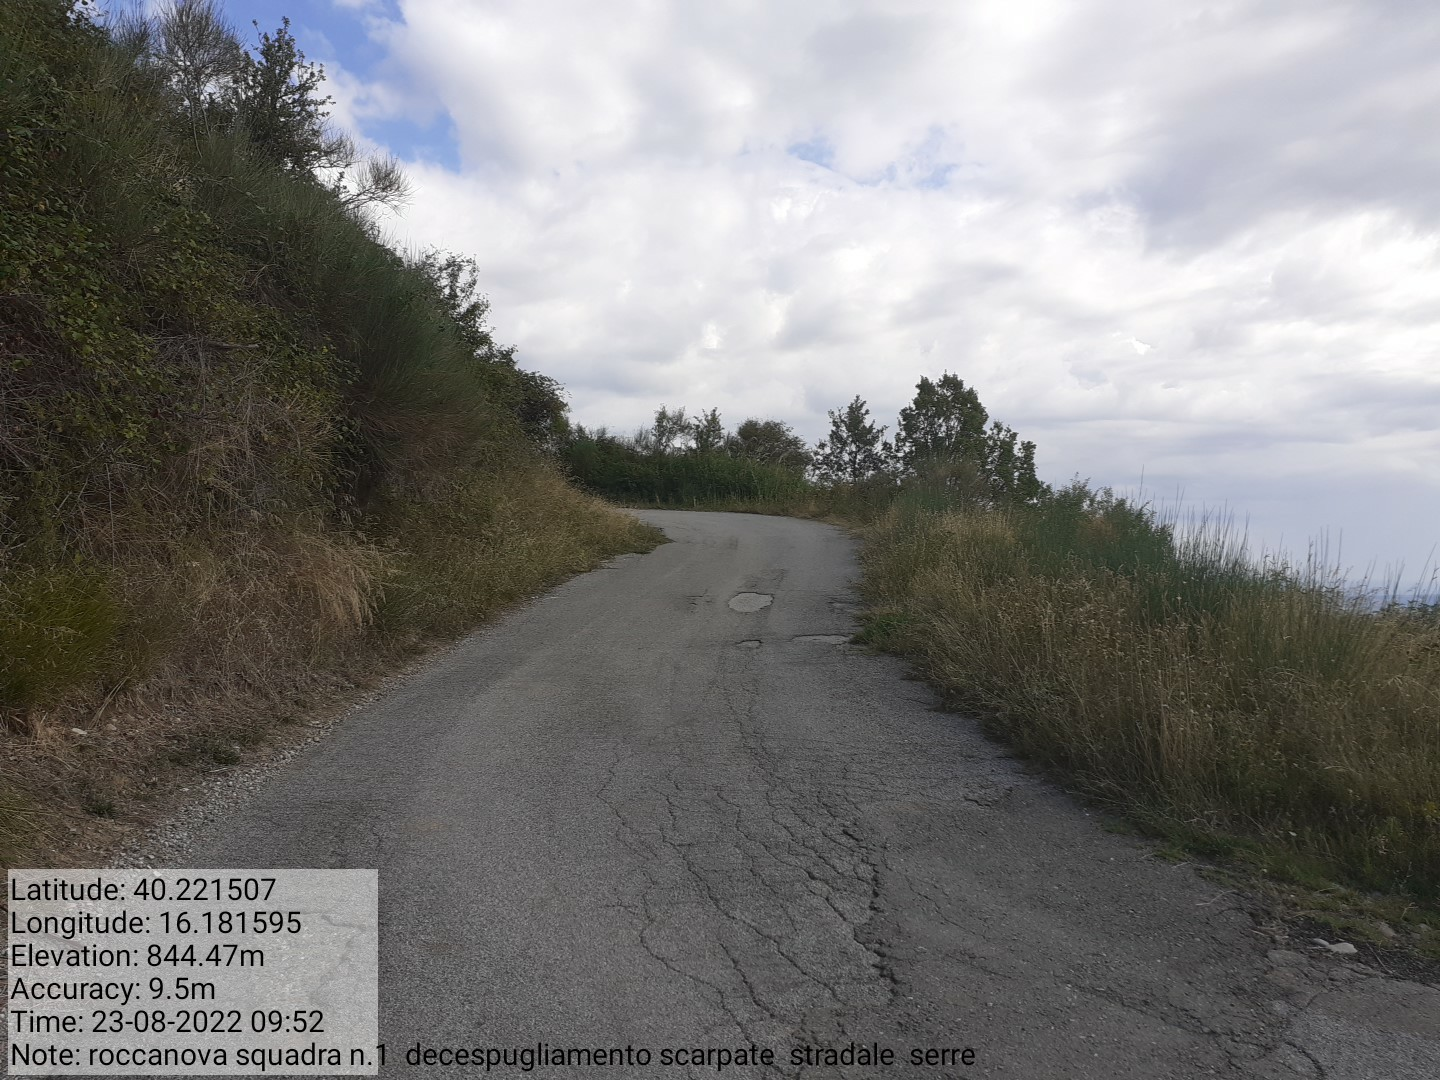 Latitude: 40.221507
Longitude: 16.181595
Elevation: 844.47m
Accuracy: 9.5m
Time: 23-08-2022 09:52
Note: roccanova squadra n.1  decespugliamento scarpate  stradale  serre